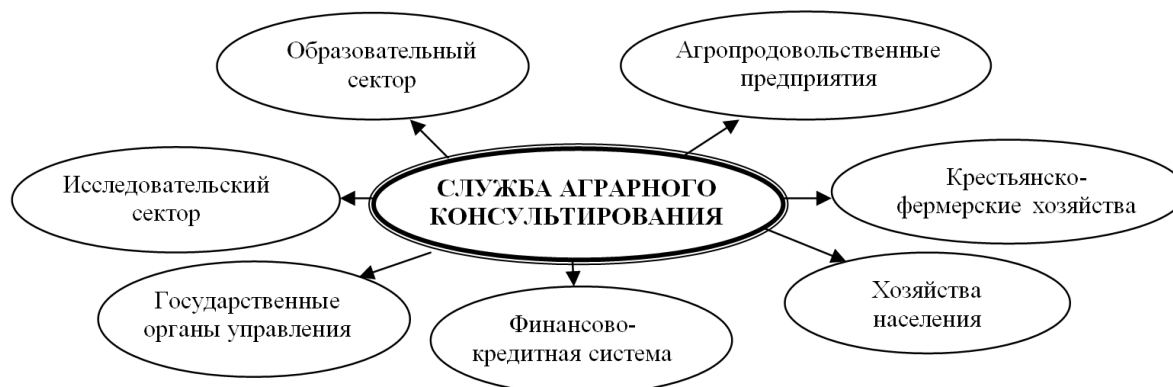 Образовательный
сектор
Агропродовольственные
предприятия
Исследовательский
сектор
СЛУЖБА АГРАРНОГО
КОНСУЛЬТИРОВАНИЯ
Крестьянско-
фермерские хозяйства
Государственные
органы управления
Финансово-
кредитная система
Хозяйства
населения